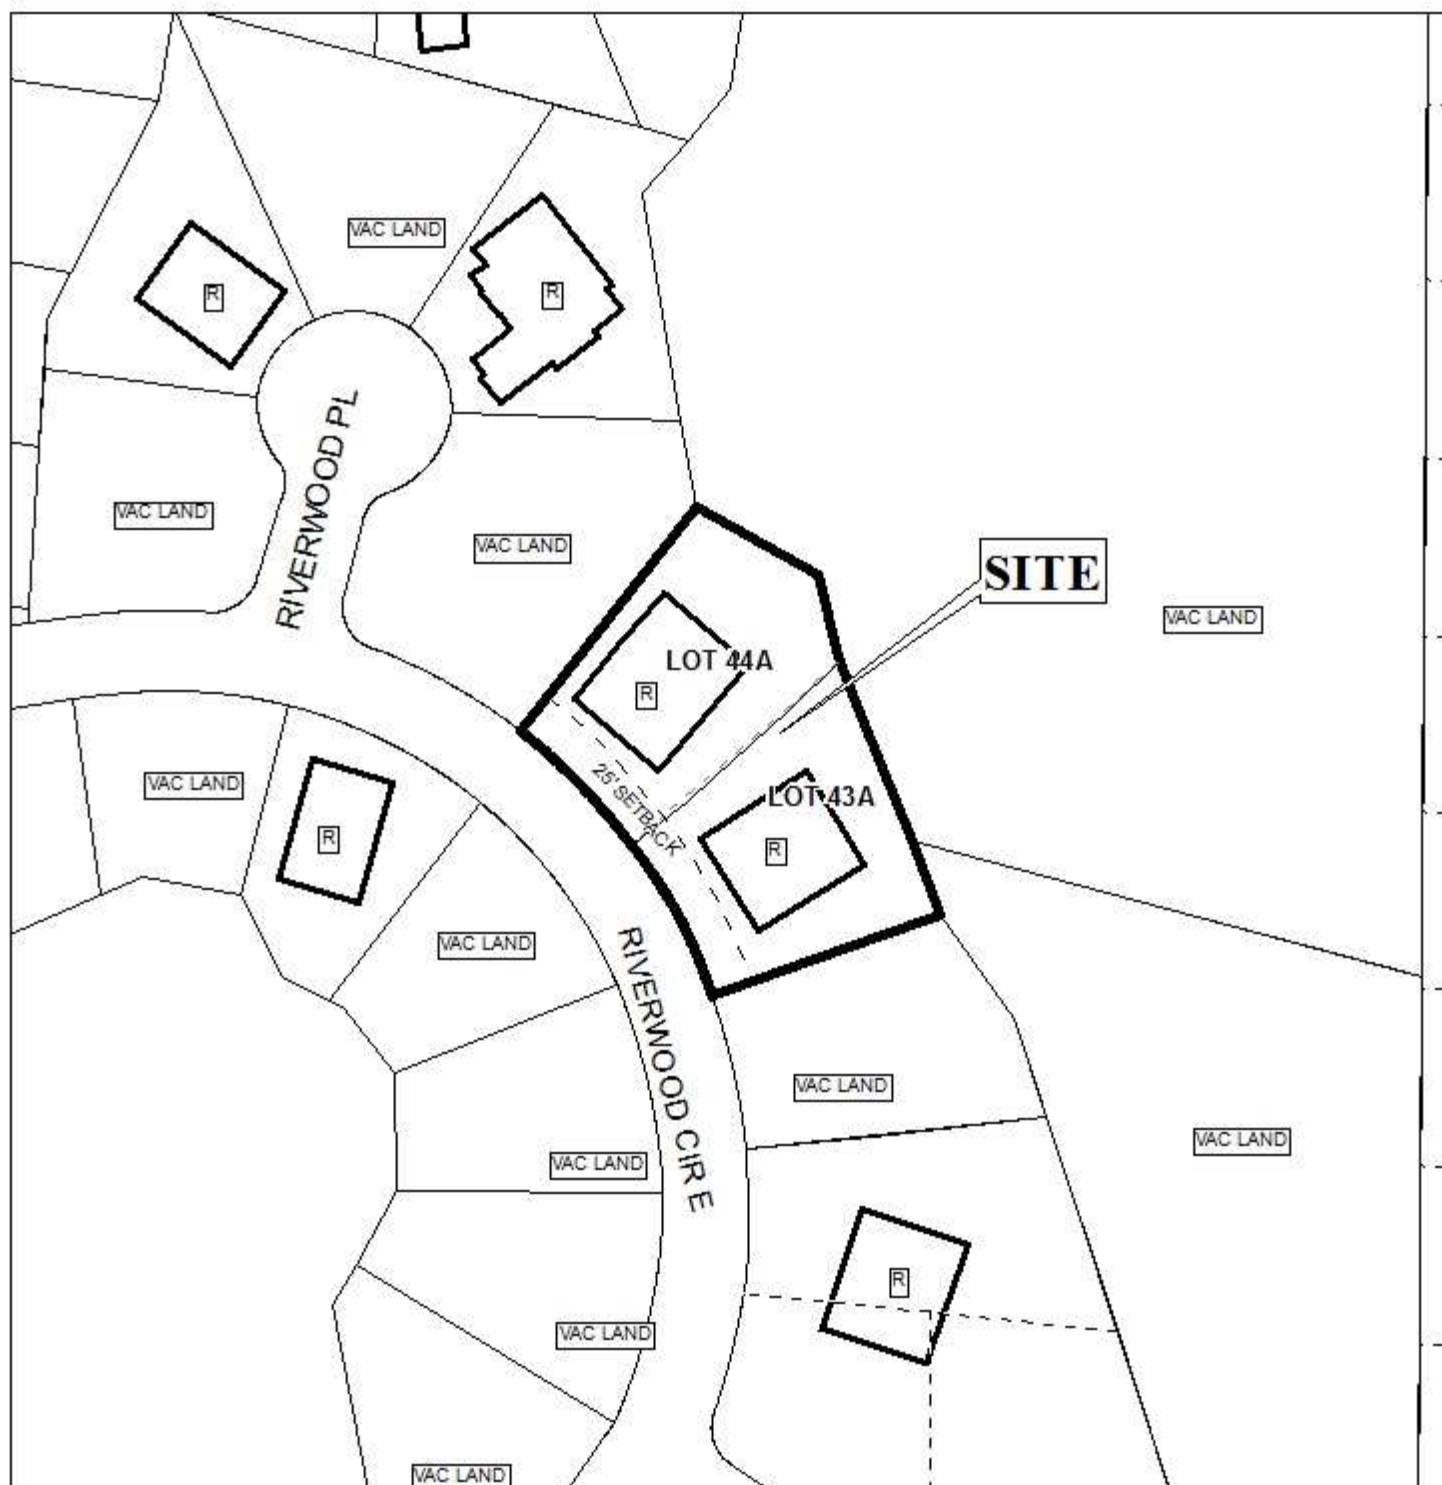 VAC LAND
R
R
RIVERWOOD PL
VAC LAND
VAC LAND
SITE
VAC LAND
LOT 44A
R
25' SETBACK
VAC LAND
LOT 43A
R
R
VAC LAND
RIVERWOOD CIR E
VAC LAND
VAC LAND
VAC LAND
R
VAC LAND
VAC LAND